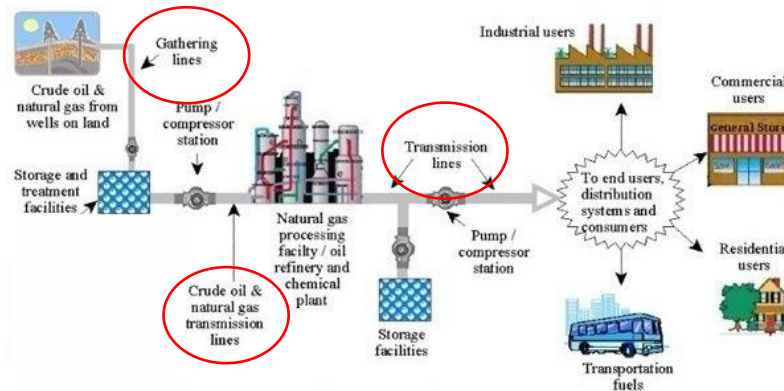 Gathering
lines
Crude oil &
natural gas from
wells on land
Pump /
compressor
station
Storage and
treatment
facilities
Crude oil &
natural gas
transmission
lines
Natural gas
processing
facilty / oil
refinery and
chemical
plant
Transmission
lines
Pump /
compressor
station
Storage
facilities
To end users,
distribution
systems and
consumers
Industrial users
Commercial
users
General Store
Residentia
users
Transportation
fuels